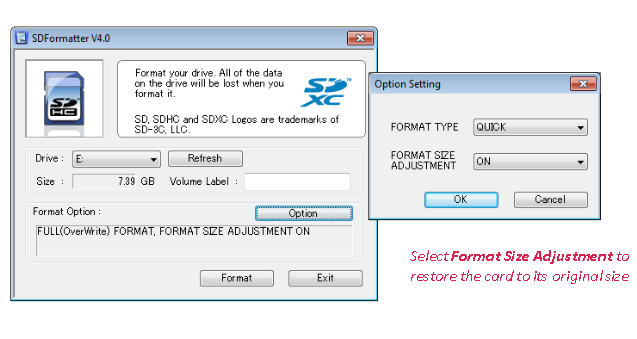 SDFormatter V4.0
Format your drive. All of the data
on the drive will be lost when you
format it.
SD, SDHC and SDXC Logos are trademarks of
SD-3C, LLC.
SD
HC
SD
XC
TM
Drive : E: Refresh
Size : 7.39 GB Volume Label :
Format Option : Option
FULL(OverWrite) FORMAT, FORMAT SIZE ADJUSTMENT ON
Format Exit
Option Setting
FORMAT TYPE QUICK
FORMAT SIZE
ADJUSTMENT ON
OK Cancel
Select Format Size Adjustment to
restore the card to its original size